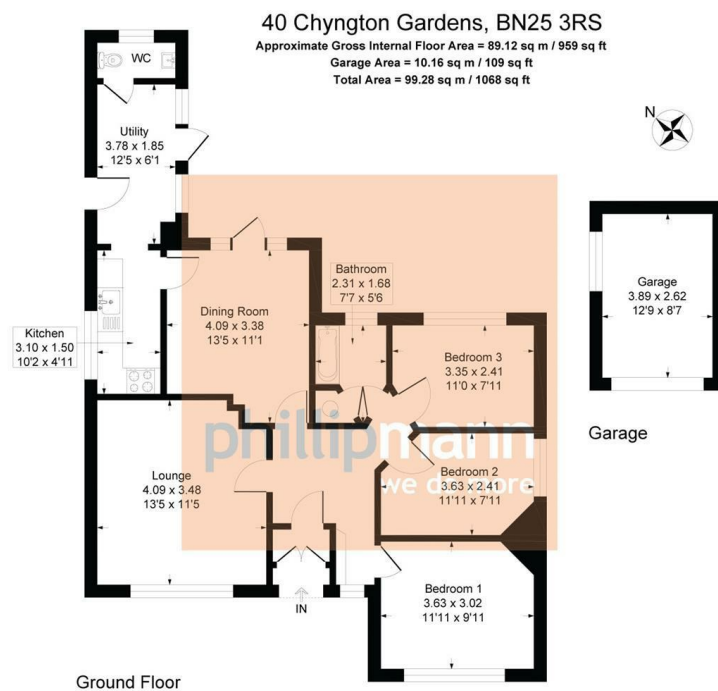 40 Chyngton Gardens, BN25 3RS
Approximate Gross Internal Floor Area = 89.12 sq m / 959 sq ft
Garage Area = 10.16 sq m / 109 sq ft
Total Area = 99.28 sq m / 1068 sq ft
WC
Utility
3.78 x 1.85
12'5 x 6'1
N
Bathroom
2.31 x 1.68
7'7 x 5'6
Garage
3.89 x 2.62
12'9 x 8'7
Dining Room
4.09 x 3.38
13'5 x 11'1
Kitchen
3.10 x 1.50
10'2 x 4'11
Bedroom 3
3.35 x 2.41
11'0 x 7'11
Garage
phillipmann
we do more
Lounge
4.09 x 3.48
13'5 x 11'5
Bedroom 2
3.63 x 2.41
11'11 x 7'11
Bedroom 1
3.63 x 3.02
11'11 x 9'11
IN
Ground Floor